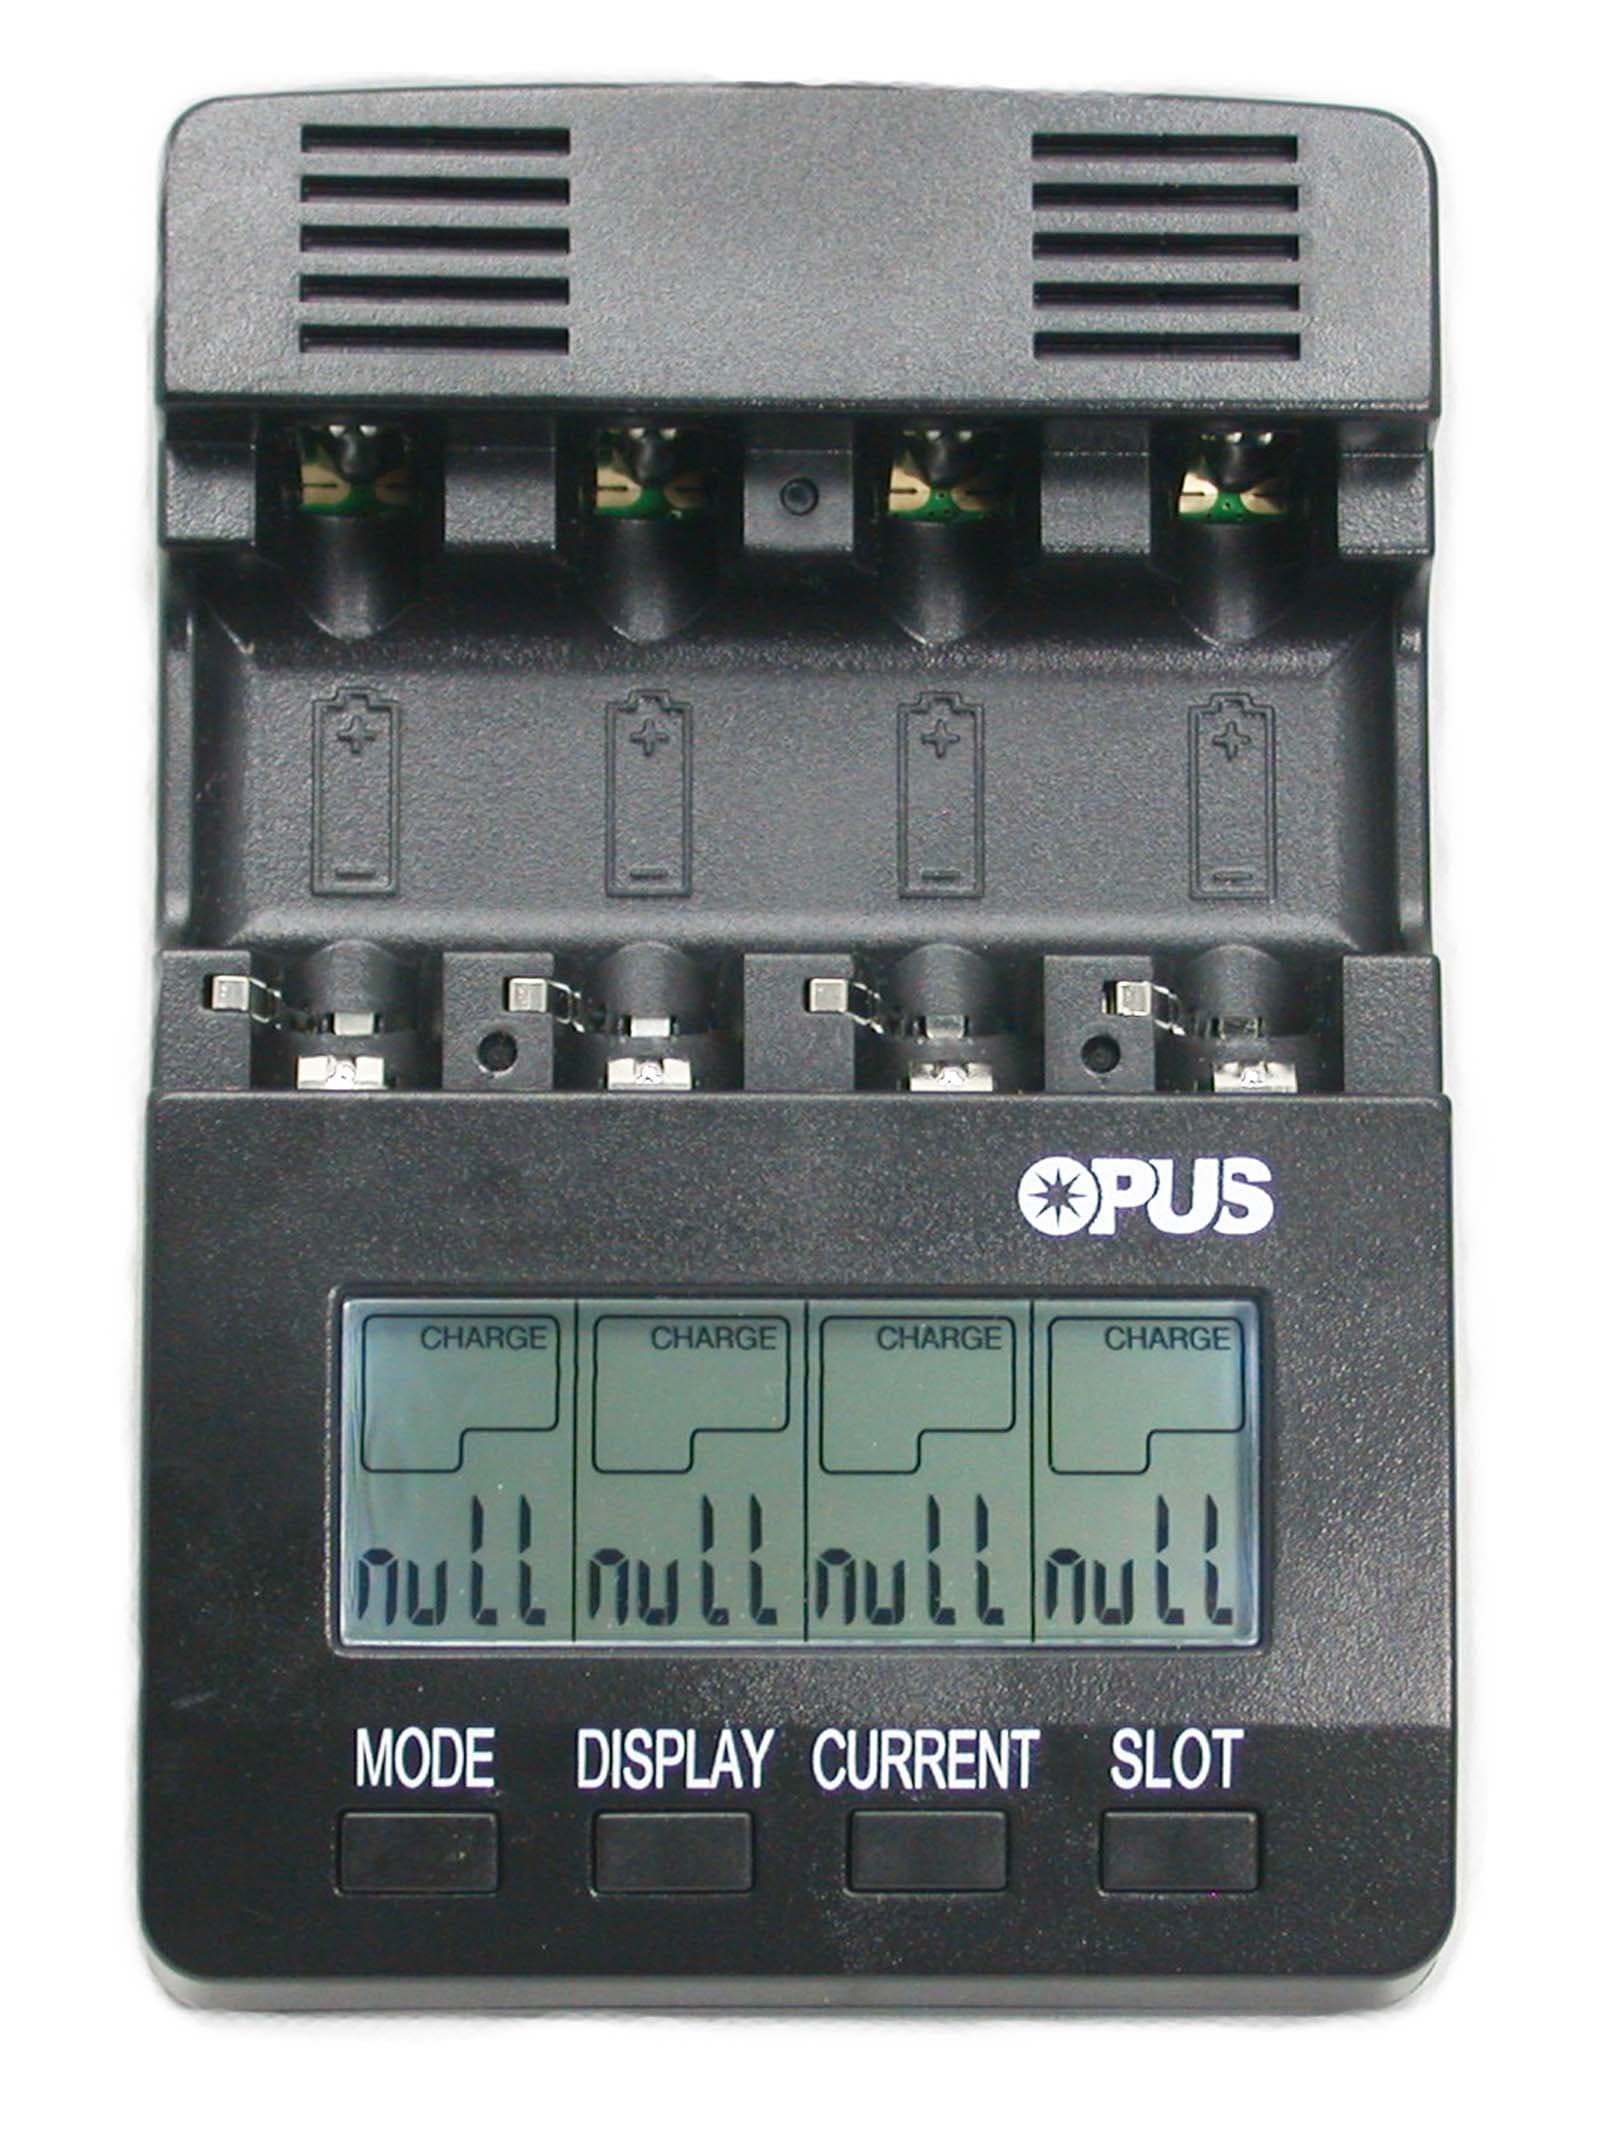 OPUS
CHARGE CHARGE CHARGE CHARGE
null null null null
MODE DISPLAY CURRENT SLOT